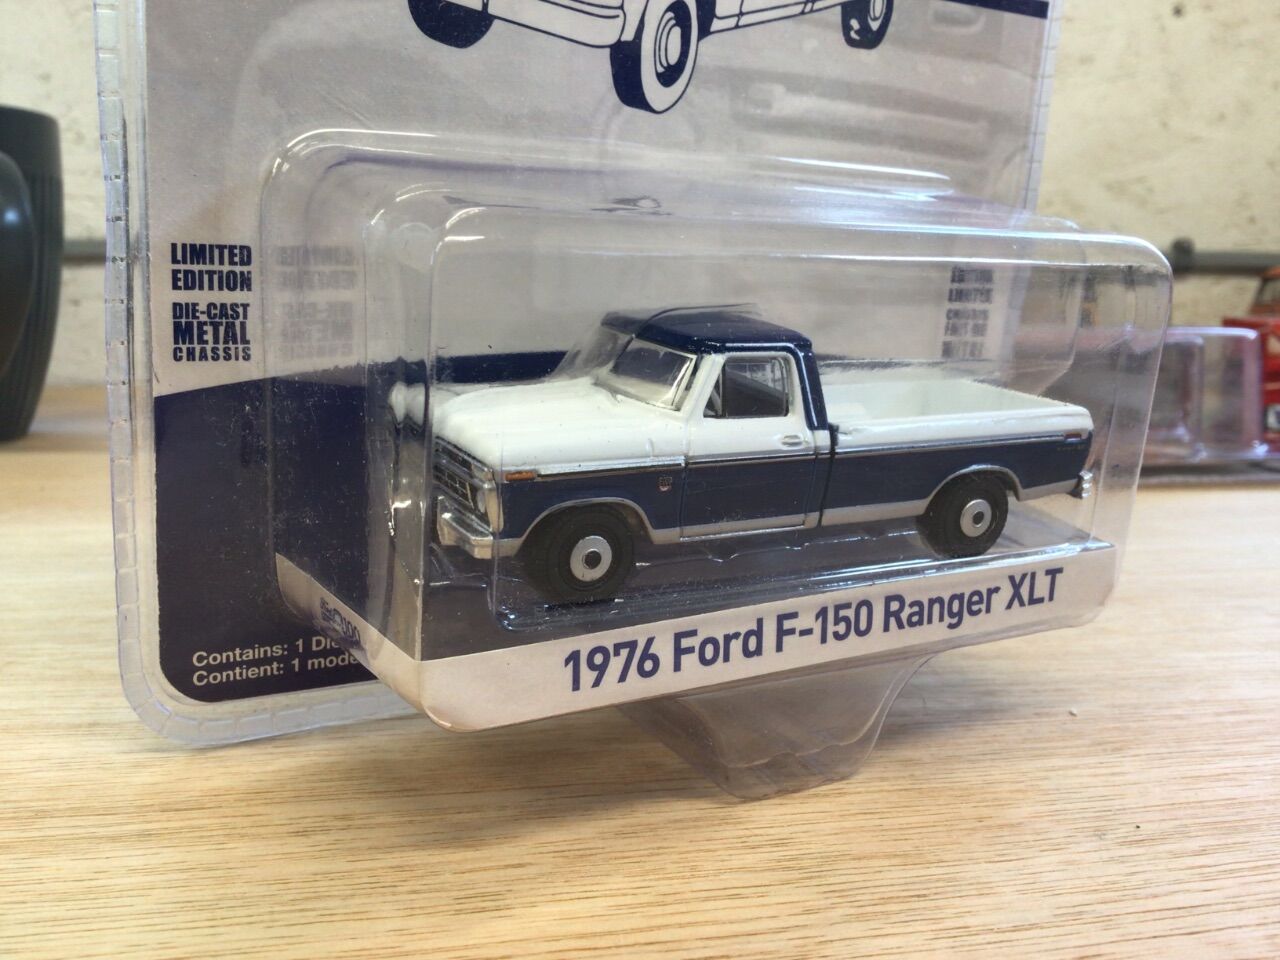 LIMITED
EDITION
DIE-CAST
METAL
CHASSIS
Contains: 1
Contient: 1
1976 Ford F-150 Ranger XLT